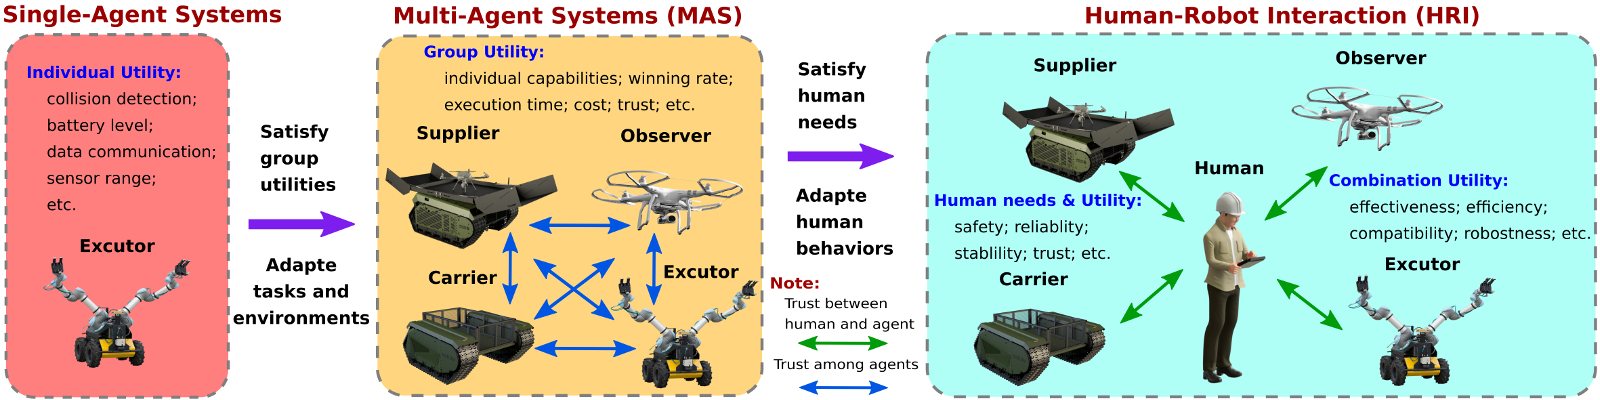 Single-Agent Systems
Individual Utility:
collision detection;
battery level;
data communication;
sensor range;
etc.
Excutor
Satisfy
group
utilities
Adapte
tasks and
environments
Multi-Agent Systems (MAS)
Group Utility:
individual capabilities; winning rate;
execution time; cost; trust; etc.
Supplier
Observer
Carrier
Excutor
Satisfy
human
needs
Adapte
human
behaviors
Note:
Trust between
human and agent
Trust among agents
Human-Robot Interaction (HRI)
Supplier
Observer
Human
Human needs & Utility:
safety; reliablity;
stablility; trust; etc.
Combination Utility:
effectiveness; efficiency;
compatibility; robostness; etc.
Carrier
Excutor